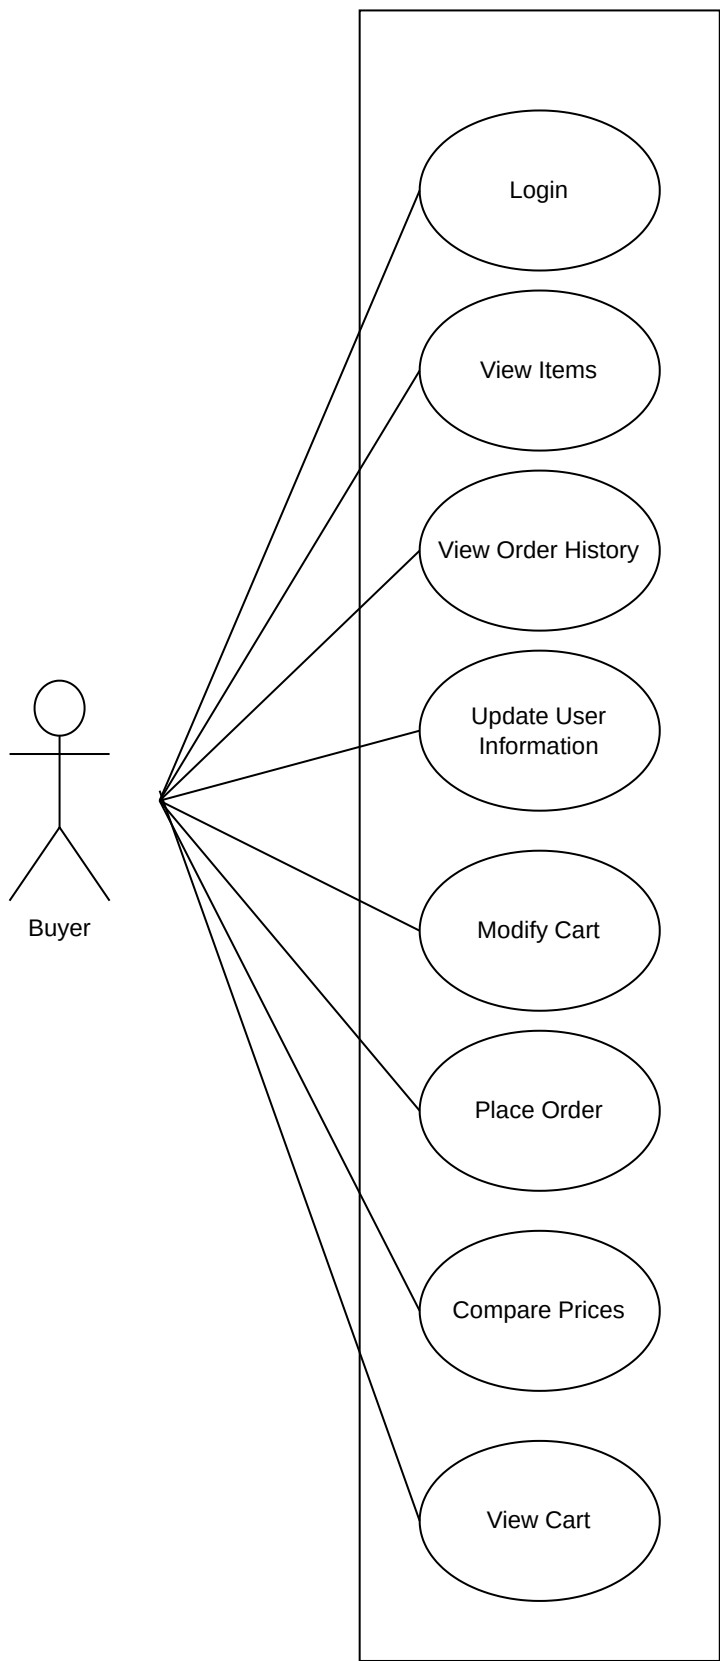 Login
View Items
View Order History
Update User
Information
Buyer
Modify Cart
Place Order
Compare Prices
View Cart